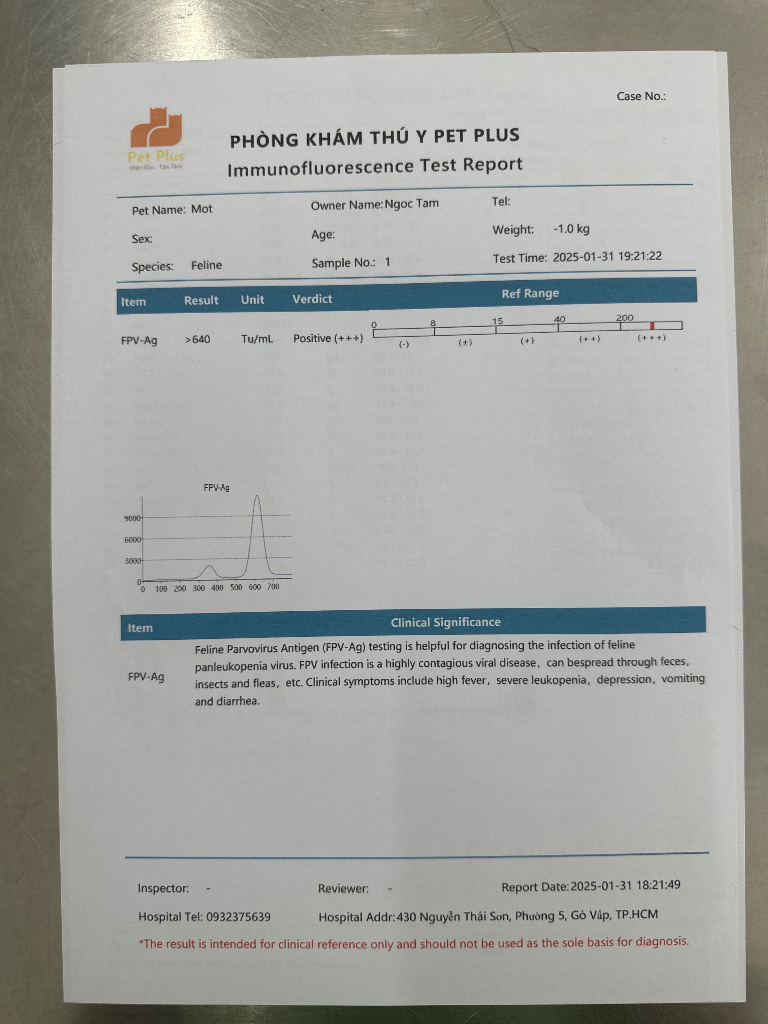 Case No.:
Pet Plus
Hiện Đại - Tận Tâm
PHÒNG KHÁM THÚ Y PET PLUS
Immunofluorescence Test Report
Pet Name: Mot Owner Name: Ngoc Tam Tel:
Sex: Age: Weight: -1.0 kg
Species: Feline Sample No.: 1 Test Time: 2025-01-31 19:21:22
Item Result Unit Verdict Ref Range
0 8 15 40 200
FPV-Ag >640 Tu/mL Positive (+++)
(-) (±) (+) (++) (+++)
FPV-Ag
9000
6000
3000
0
0 100 200 300 400 500 600 700
Item Clinical Significance
FPV-Ag
Feline Parvovirus Antigen (FPV-Ag) testing is helpful for diagnosing the infection of feline
panleukopenia virus. FPV infection is a highly contagious viral disease, can bespread through feces,
insects and fleas, etc. Clinical symptoms include high fever, severe leukopenia, depression, vomiting
and diarrhea.
Inspector: - Reviewer: - Report Date: 2025-01-31 18:21:49
Hospital Tel: 0932375639 Hospital Addr: 430 Nguyễn Thái Sơn, Phường 5, Gò Vấp, TP.HCM
*The result is intended for clinical reference only and should not be used as the sole basis for diagnosis.